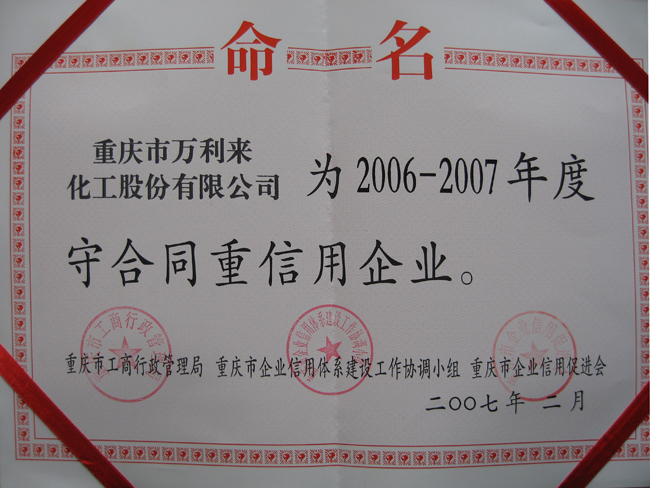 命名
重庆市万利来
化工股份有限公司 为2006-2007年度
守合同重信用企业。
重庆市工商行政管理局 重庆市企业信用体系建设工作协调小组 重庆市企业信用促进会
二〇〇七年 二月